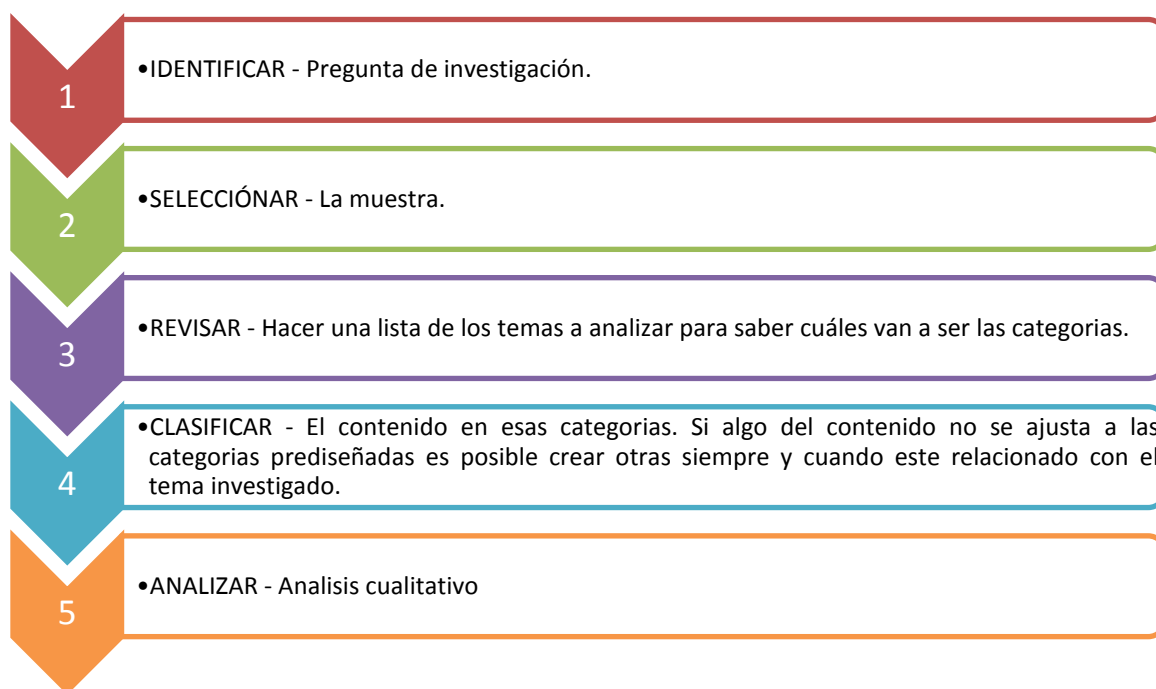 1
•IDENTIFICAR - Pregunta de investigación.
2
•SELECCIÓNAR - La muestra.
3
•REVISAR - Hacer una lista de los temas a analizar para saber cuáles van a ser las categorias.
4
•CLASIFICAR - El contenido en esas categorias. Si algo del contenido no se ajusta a las
categorias prediseñadas es posible crear otras siempre y cuando este relacionado con el
tema investigado.
5
•ANALIZAR - Analisis cualitativo